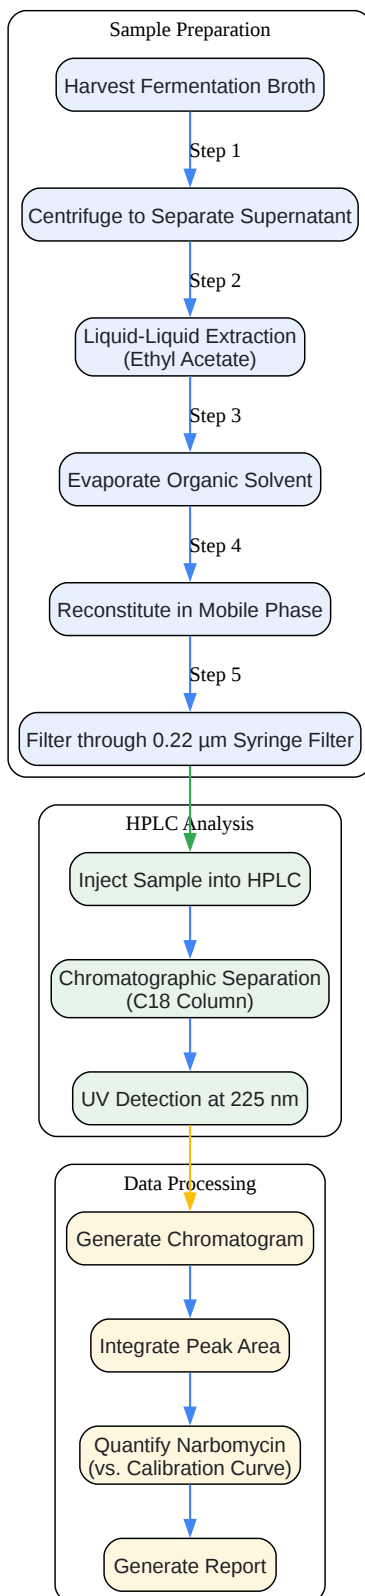 Sample Preparation
Harvest Fermentation Broth
Step 1
Centrifuge to Separate Supernatant
Step 2
Liquid-Liquid Extraction
(Ethyl Acetate)
Step 3
Evaporate Organic Solvent
Step 4
Reconstitute in Mobile Phase
Step 5
Filter through 0.22 µm Syringe Filter
HPLC Analysis
Inject Sample into HPLC
Chromatographic Separation
(C18 Column)
UV Detection at 225 nm
Data Processing
Generate Chromatogram
Integrate Peak Area
Quantify Narbomycin
(vs. Calibration Curve)
Generate Report